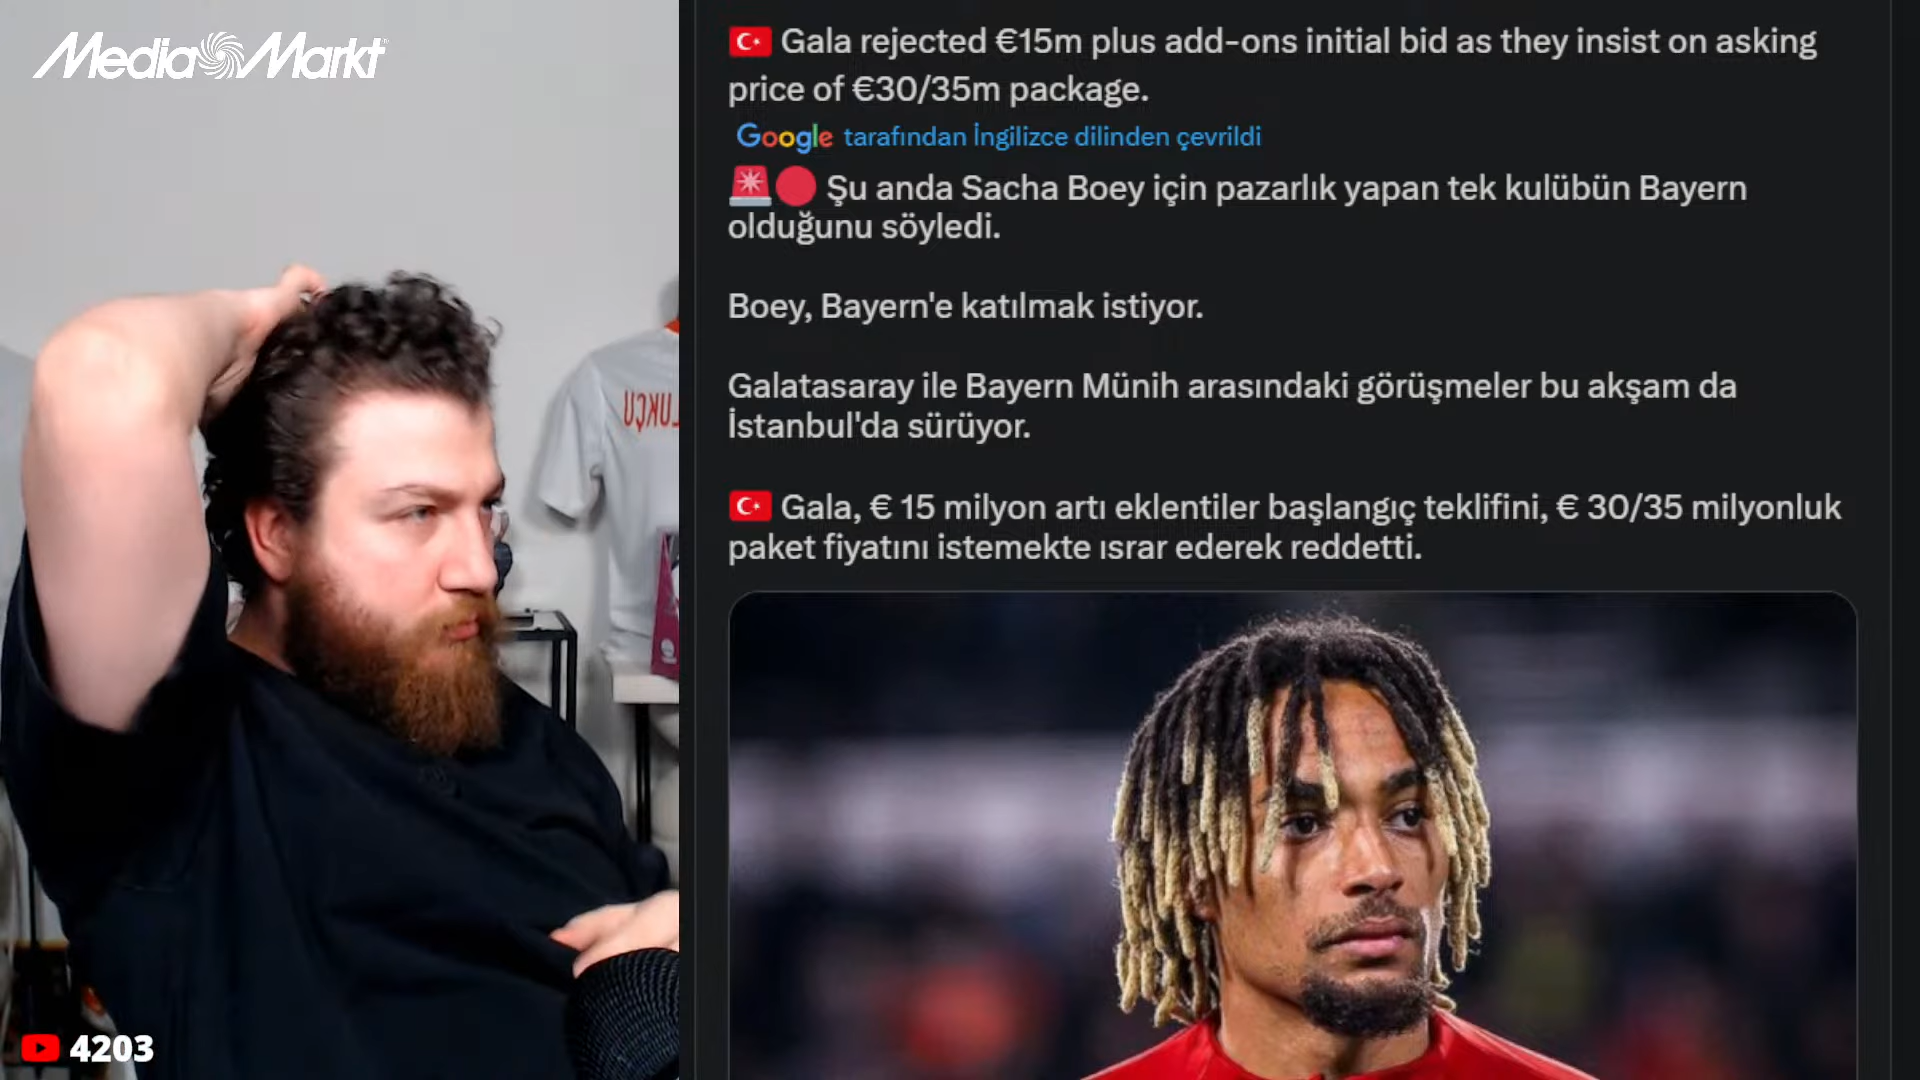 MediaMarkt
Gala rejected €15m plus add-ons initial bid as they insist on asking
price of €30/35m package.
Google tarafından İngilizce dilinden çevrildi
Şu anda Sacha Boey için pazarlık yapan tek kulübün Bayern
olduğunu söyledi.
Boey, Bayern'e katılmak istiyor.
Galatasaray ile Bayern Münih arasındaki görüşmeler bu akşam da
İstanbul'da sürüyor.
Gala, € 15 milyon artı eklentiler başlangıç teklifini, € 30/35 milyonluk
paket fiyatını istemekte ısrar ederek reddetti.
4203